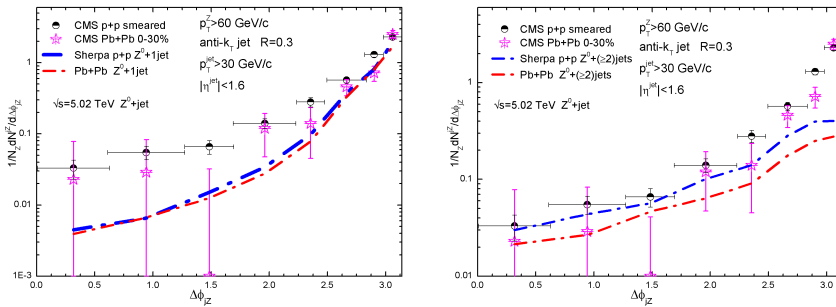 CMS p+p smeared
CMS Pb+Pb 0-30%
Sherpa p+p Z⁰+1jet
Pb+Pb Z⁰+1jet
√s=5.02 TeV Z⁰+jet
p_T^Z>60 GeV/c
anti-k_T jet R=0.3
p_T^jet>30 GeV/c
|η^jet|<1.6
1/N_Z dN^jZ/dΔφ_jZ
1
0.1
0.01
1E-3
0.0 0.5 1.0 1.5 2.0 2.5 3.0
Δφ_jZ
CMS p+p smeared
CMS Pb+Pb 0-30%
Sherpa p+p Z⁰+(≥2)jets
Pb+Pb Z⁰+(≥2)jets
√s=5.02 TeV Z⁰+jet
p_T^Z>60 GeV/c
anti-k_T jet R=0.3
p_T^jet>30 GeV/c
|η^jet|<1.6
1/N_Z dN^jZ/dΔφ_jZ
1
0.1
0.01
0.0 0.5 1.0 1.5 2.0 2.5 3.0
Δφ_jZ